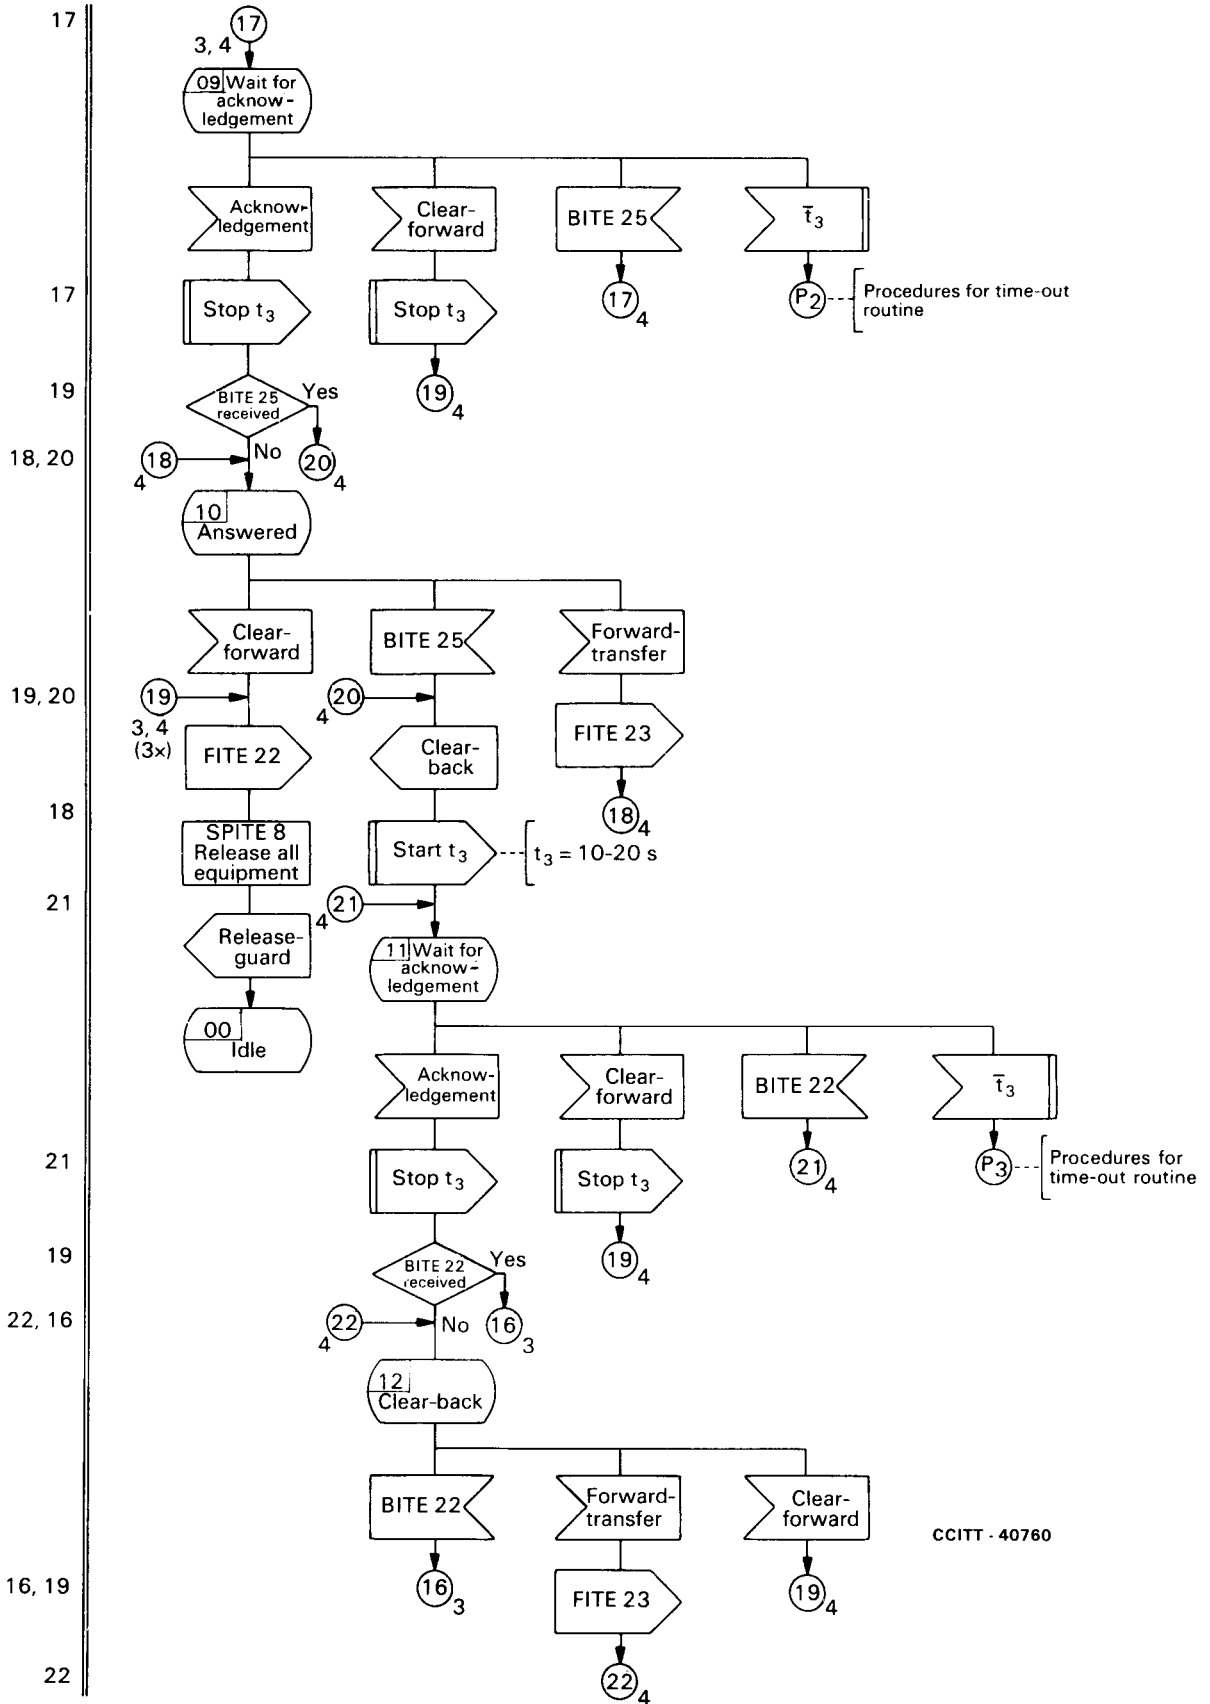 17
17
3, 4
09 Wait for
acknow-
ledgement
Acknow-
ledgement
Clear-
forward
BITE 25
t̅3
17
Stop t3
Stop t3
17
4
P2
Procedures for time-out
routine
19
BITE 25
received
Yes
19
4
18, 20
18
4
No
20
4
10
Answered
Clear-
forward
BITE 25
Forward-
transfer
19, 20
19
3, 4
(3×)
20
4
FITE 22
Clear-
back
FITE 23
18
18
4
SPITE 8
Release all
equipment
Start t3
t3 = 10-20 s
21
21
4
Release-
guard
11 Wait for
acknow-
ledgement
00
Idle
Acknow-
ledgement
Clear-
forward
BITE 22
t̅3
21
Stop t3
Stop t3
21
4
P3
Procedures for
time-out routine
19
BITE 22
received
Yes
19
4
22, 16
22
4
No
16
3
12
Clear-back
BITE 22
Forward-
transfer
Clear-
forward
CCITT - 40760
16, 19
16
3
FITE 23
19
4
22
22
4